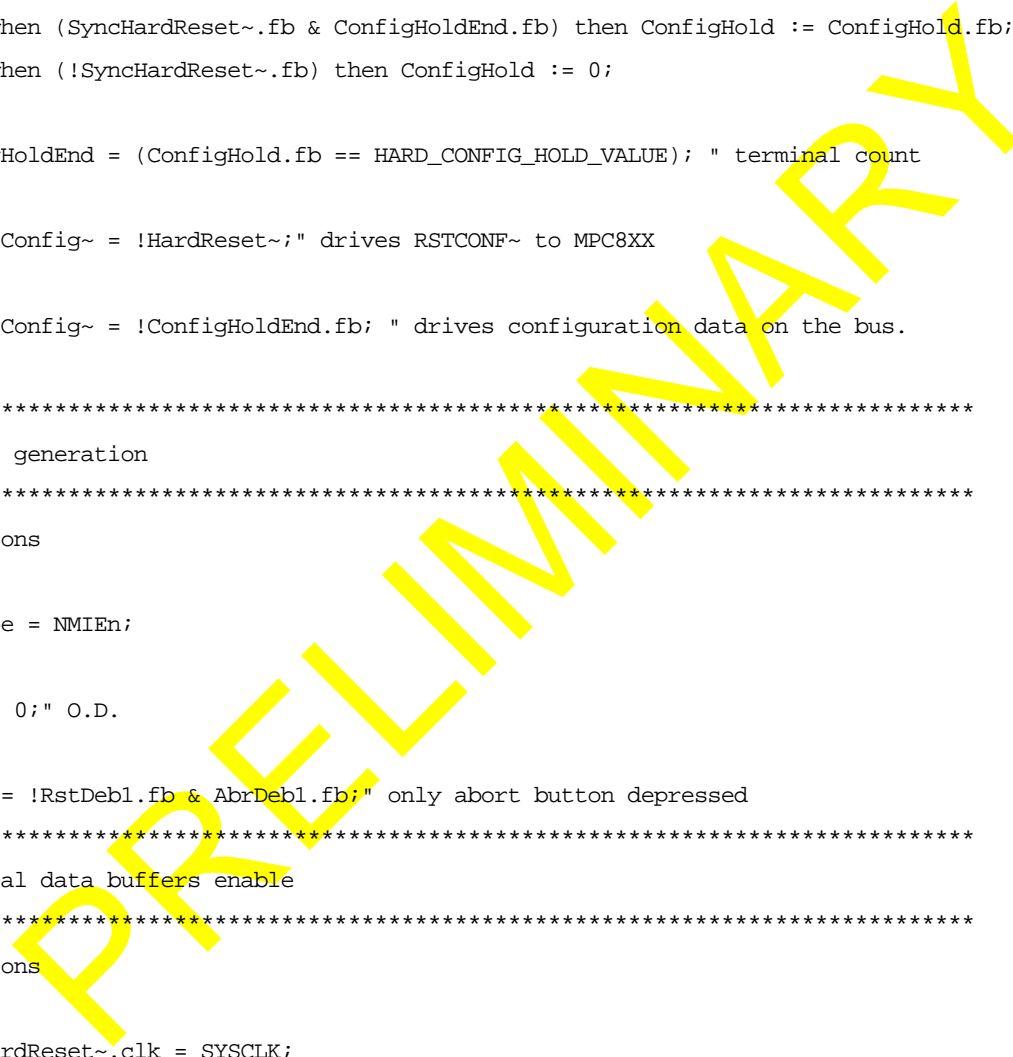 hen (SyncHardReset~.fb & ConfigHoldEnd.fb) then ConfigHold := ConfigHold.fb;
hen (!SyncHardReset~.fb) then ConfigHold := 0;
HoldEnd = (ConfigHold.fb == HARD_CONFIG_HOLD_VALUE); " terminal count
Config~ = !HardReset~;" drives RSTCONF~ to MPC8XX
Config~ = !ConfigHoldEnd.fb; " drives configuration data on the bus.
*************************************************************************
generation
*************************************************************************
ons
e = NMIEn;
0;" O.D.
= !RstDeb1.fb & AbrDeb1.fb;" only abort button depressed
*************************************************************************
al data buffers enable
*************************************************************************
ons
rdReset~.clk = SYSCLK;
PRELIMINARY